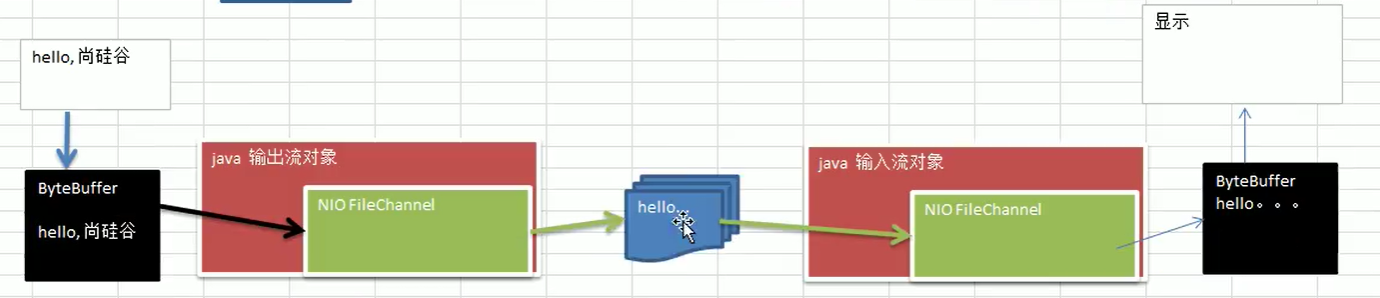 hello,尚硅谷
ByteBuffer
hello,尚硅谷
java 输出流对象
NIO FileChannel
hello,
java 输入流对象
NIO FileChannel
ByteBuffer
hello。。。
显示